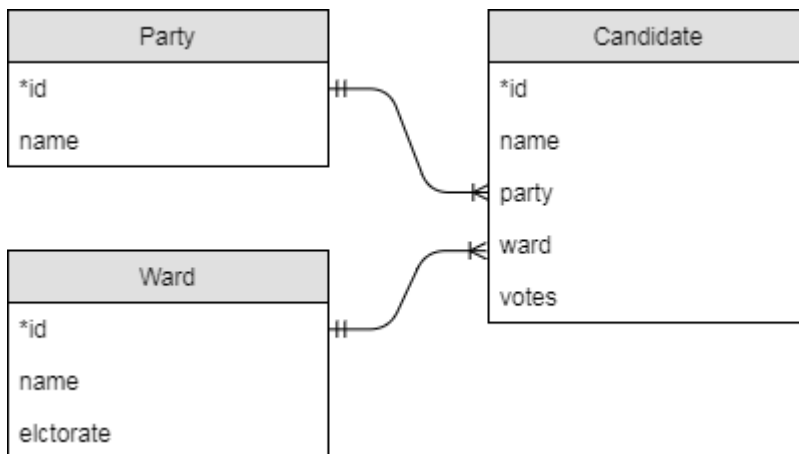 Party
*id
name
Candidate
*id
name
party
ward
votes
Ward
*id
name
elctorate